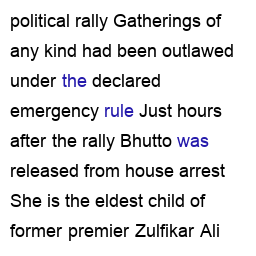 political rally Gatherings of
any kind had been outlawed
under the declared
emergency rule Just hours
after the rally Bhutto was
released from house arrest
She is the eldest child of
former premier Zulfikar Ali